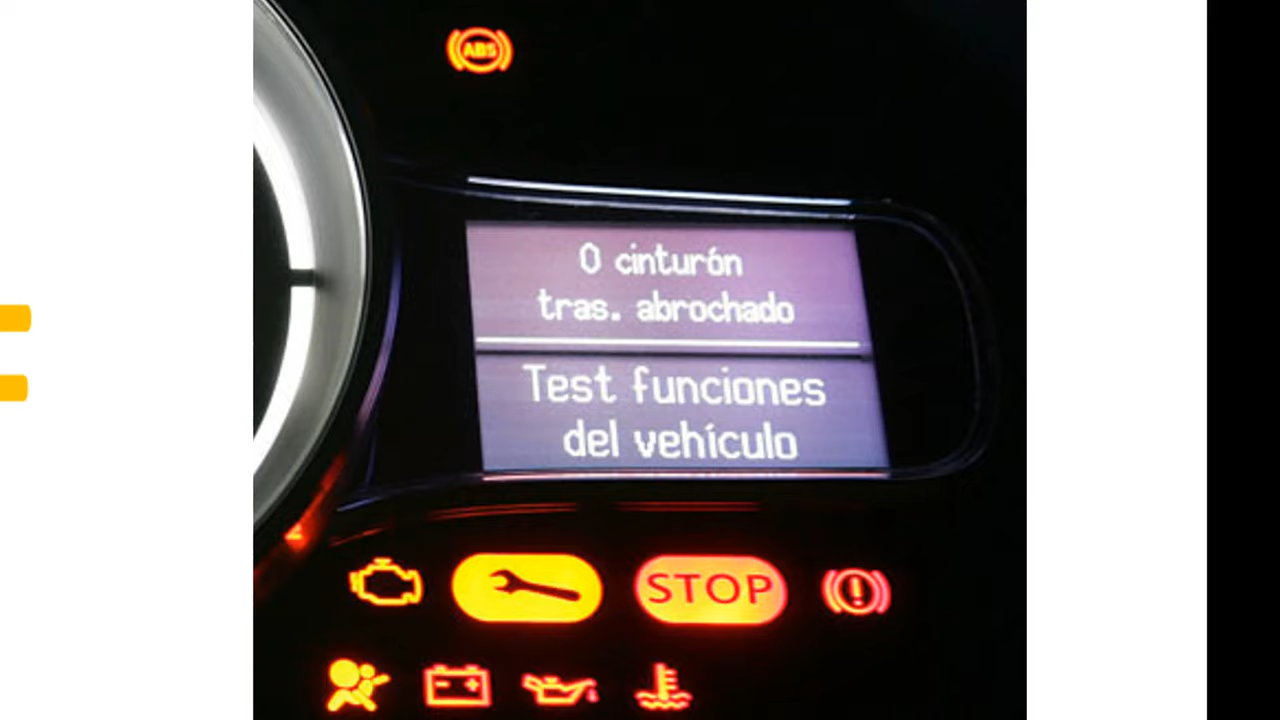 ABS
0 cinturón
tras. abrochado
Test funciones
del vehículo
STOP